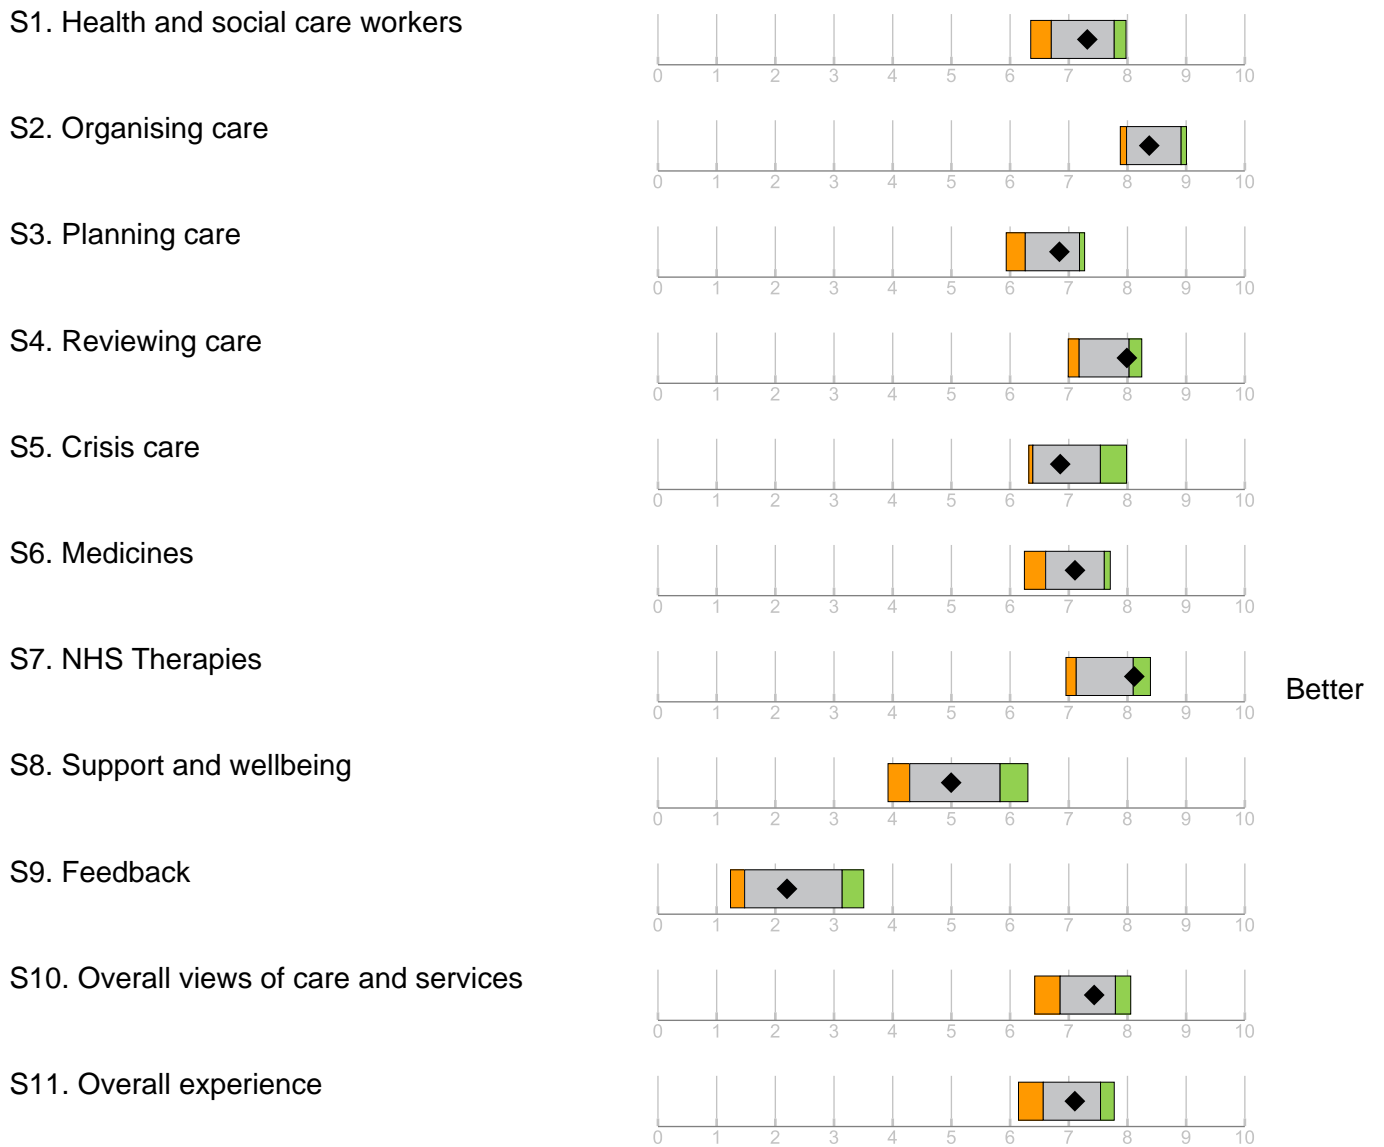 S1. Health and social care workers
0 1 2 3 4 5 6 7 8 9 10
S2. Organising care
0 1 2 3 4 5 6 7 8 9 10
S3. Planning care
0 1 2 3 4 5 6 7 8 9 10
S4. Reviewing care
0 1 2 3 4 5 6 7 8 9 10
S5. Crisis care
0 1 2 3 4 5 6 7 8 9 10
S6. Medicines
0 1 2 3 4 5 6 7 8 9 10
S7. NHS Therapies
Better
0 1 2 3 4 5 6 7 8 9 10
S8. Support and wellbeing
0 1 2 3 4 5 6 7 8 9 10
S9. Feedback
0 1 2 3 4 5 6 7 8 9 10
S10. Overall views of care and services
0 1 2 3 4 5 6 7 8 9 10
S11. Overall experience
0 1 2 3 4 5 6 7 8 9 10